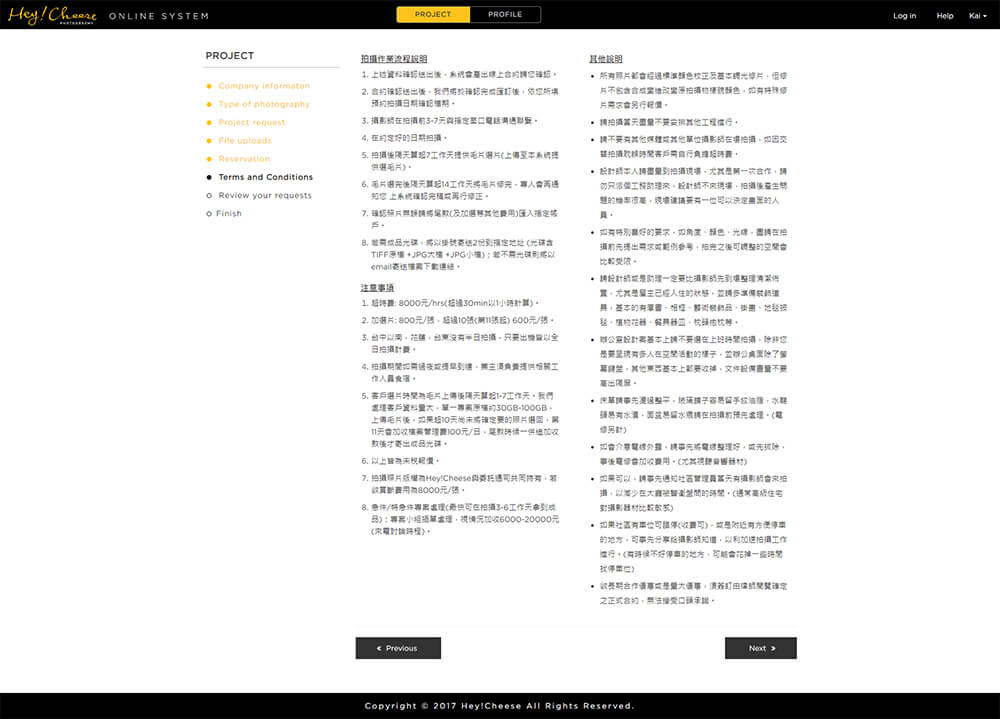 Hey! Cheese
PHOTOGRAPHY
ONLINE SYSTEM
PROJECT
PROFILE
Log in
Help
Kai
PROJECT
Company informaton
Type of photography
Project request
File uploads
Reservation
Terms and Conditions
Review your requests
Finish
拍攝作業流程說明
1. 上述資料確認送出後,系統會產出線上合約請您確認。
2. 合約確認送出後,我們將於確認完成匯訂後,依您所填
預約拍攝日期確認檔期。
3. 攝影師在拍攝前3-7天與指定窗口電話溝通聯繫。
4. 在約定好的日期拍攝。
5. 拍攝後隔天算起7工作天提供毛片選片(上傳至本系統提
供選毛片)。
6. 毛片選完後隔天算起14工作天將毛片修完,專人會再通
知您 上系統確認完稿或再行修正。
7. 確認照片無誤請將尾款(及加選等其他費用)匯入指定帳
戶。
8. 若需成品光碟,將以掛號寄送2份到指定地址 (光碟含
TIFF原檔 +JPG大檔 +JPG小檔);若不需光碟則將以
email寄送檔案下載連結。
注意事項
1. 超時費: 8000元/hrs(超過30min以1小時計算)。
2. 加選片: 800元/張,超過10張(第11張起) 600元/張。
3. 台中以南,花蓮,台東沒有半日拍攝,只要出機皆以全
日拍攝計費。
4. 拍攝期間如需過夜或提早到達,業主須負責提供相關工
作人員食宿。
5. 客戶選片時間為毛片上傳後隔天算起1-7工作天。我們
處理客戶資料量大,單一專案原檔約30GB-100GB,
上傳毛片後,如果超10天尚未將確定要的照片選回,第
11天會加收檔案管理費100元/日,尾款時候一併追加收
款後才寄出成品光碟。
6. 以上皆為未稅報價。
7. 拍攝照片版權為Hey!Cheese與委託公司共同持有,若
欲買斷費用為8000元/張。
8. 急件/特急件專案處理(最快可在拍攝3-6工作天拿到成
品):專案小組插單處理,視情況加收6000-20000元
(來電討論時程)。
其他說明
所有照片都會經過標準顏色校正及基本調光修片,但修
片不包含合成塗抹改變原拍攝物樣貌顏色,如有特殊修
片需求會另行報價。
請拍攝當天盡量不要安排其他工程進行。
請不要有其他媒體或其他單位攝影師在場拍攝,如因交
替拍攝耽誤時間客戶需自行負擔超時費。
設計師本人請盡量到拍攝現場,尤其是第一次合作,請
勿只派個工務助理來,設計師不來現場,拍攝後產生問
題的機率很高,現場建議要有一位可以決定畫面的人
員。
如有特別喜好的要求,如角度、顏色、光線,盡請在拍
攝前先提出需求或範例參考,拍完之後可調整的空間會
比較受限。
請設計師或是助理一定要比攝影師先到場整理清潔佈
置,尤其是屋主已經入住的狀態,並請多準備裝飾道
具,基本的有書畫、相框、藝術裝飾品、掛畫、地毯披
毯、植物花器、餐具器皿、枕頭抱枕等。
辦公室設計案基本上請不要選在上班時間拍攝,除非您
是要呈現有多人在空間活動的樣子,並辦公桌面除了螢
幕鍵盤,其他東西基本上都要收掉,文件設備盡量不要
高出隔屏。
床單請事先燙過整平,玻璃鏡子容易留手紋油脂,水龍
頭易有水漬,面盆易留水痕請在拍攝前預先處理。(電
修另計)
如會介意電線外露,請事先將電線整理好,或先拔除,
事後電修會加收費用。(尤其視聽音響器材)
如果可以,請事先通知社區管理員當天有攝影師會來拍
攝,以減少在大廳被警衛盤問的時間。(通常高級住宅
對攝影器材比較敏感)
如果社區有車位可臨停(收費可),或是附近有方便停車
的地方,可事先分享給攝影師知道,以利加速拍攝工作
進行。(有時候不好停車的地方,可能會花掉一些時間
找停車位)
欲長期合作優惠或是量大優惠,須簽訂由律師閱覽確定
之正式合約,無法接受口頭承諾。
« Previous
Next »
Copyright © 2017 Hey!Cheese All Rights Reserved.